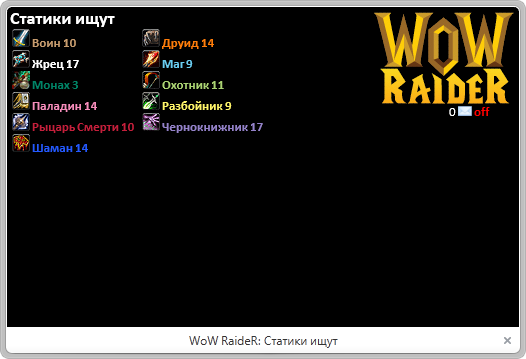 Статики ищут
Воин 10
Друид 14
Жрец 17
Маг 9
Монах 3
Охотник 11
Паладин 14
Разбойник 9
Рыцарь Смерти 10
Чернокнижник 17
Шаман 14
WOW
RAIDER
0 off
WoW RaideR: Статики ищут